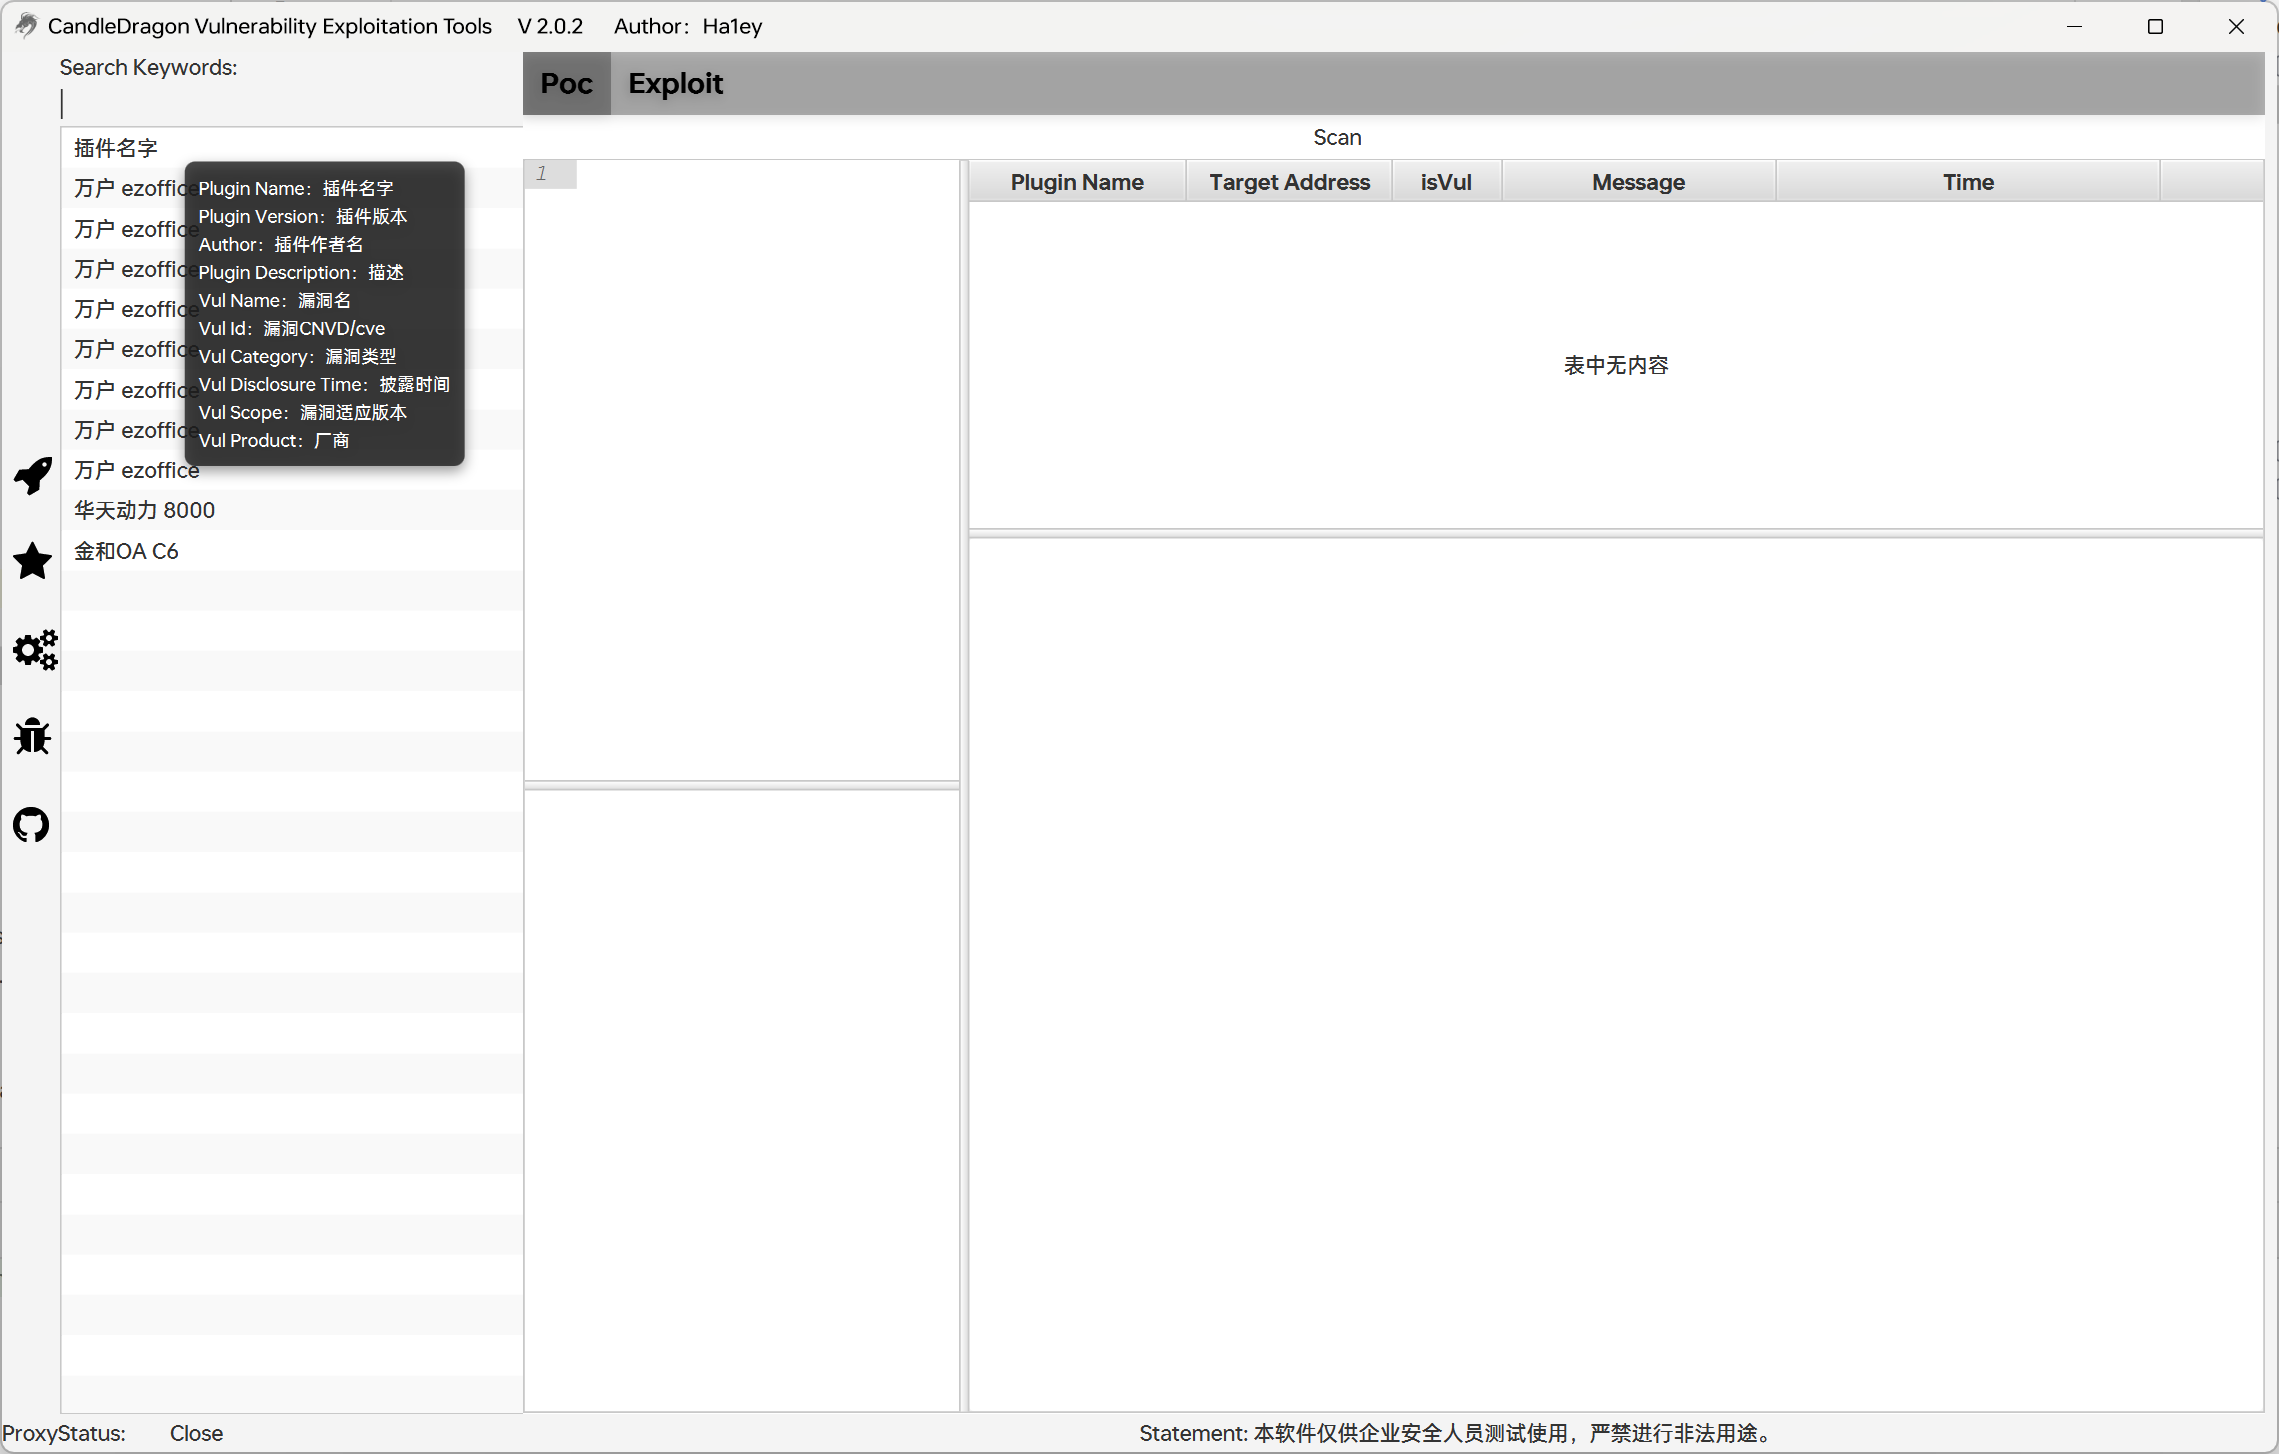 CandleDragon Vulnerability Exploitation Tools V 2.0.2 Author：Ha1ey
Search Keywords:
插件名字
万户 ezoffice
万户 ezoffice
万户 ezoffice
万户 ezoffice
万户 ezoffice
万户 ezoffice
万户 ezoffice
万户 ezoffice
华天动力 8000
金和OA C6
Plugin Name：插件名字
Plugin Version：插件版本
Author：插件作者名
Plugin Description：描述
Vul Name：漏洞名
Vul Id：漏洞CNVD/cve
Vul Category：漏洞类型
Vul Disclosure Time：披露时间
Vul Scope：漏洞适应版本
Vul Product：厂商
Poc Exploit
Scan
1
Plugin Name Target Address isVul Message Time
表中无内容
ProxyStatus: Close
Statement: 本软件仅供企业安全人员测试使用，严禁进行非法用途。